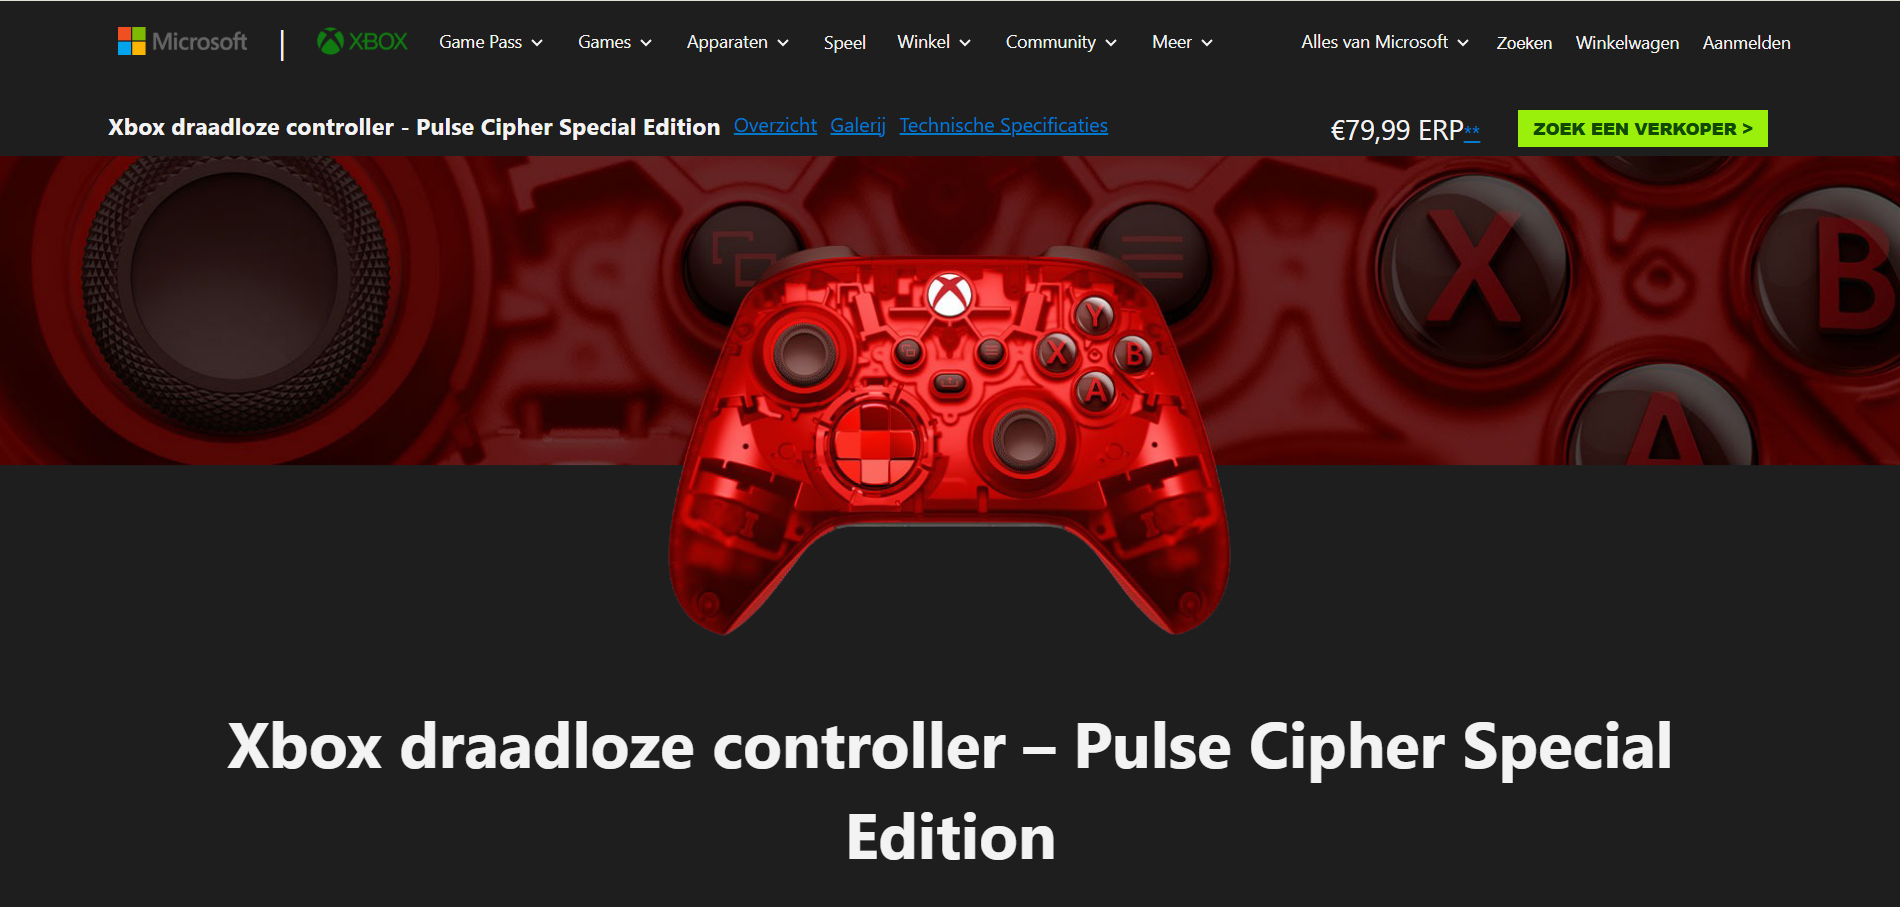 Microsoft | XBOX Game Pass Games Apparaten Speel Winkel Community Meer Alles van Microsoft Zoeken Winkelwagen Aanmelden
Xbox draadloze controller - Pulse Cipher Special Edition Overzicht Galerij Technische Specificaties €79,99 ERP** ZOEK EEN VERKOPER >
X
B
A
Y
X
B
A
Xbox draadloze controller – Pulse Cipher Special
Edition